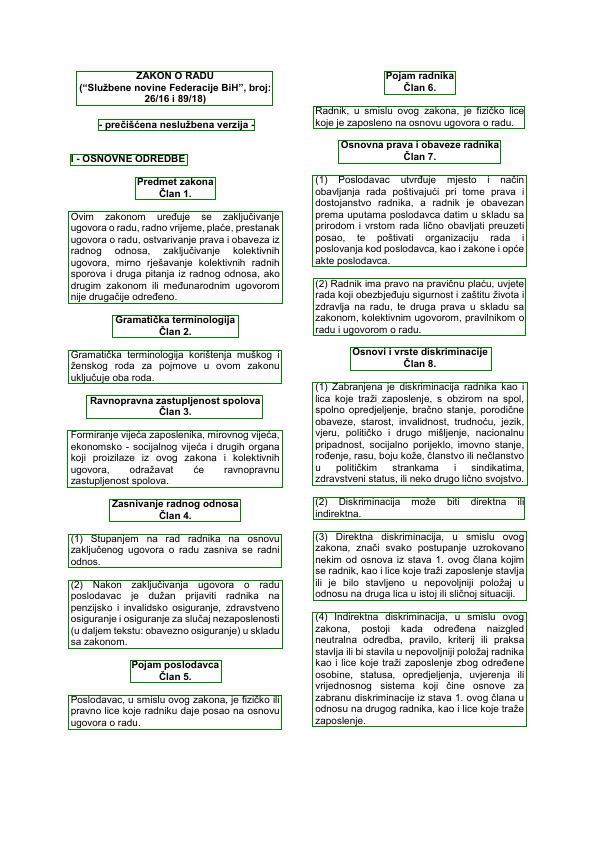 ZAKON O RADU
(“Službene novine Federacije BiH”, broj:
26/16 i 89/18)
- prečišćena neslužbena verzija -
I - OSNOVNE ODREDBE
Predmet zakona
Član 1.
Ovim zakonom uređuje se zaključivanje
ugovora o radu, radno vrijeme, plaće, prestanak
ugovora o radu, ostvarivanje prava i obaveza iz
radnog odnosa, zaključivanje kolektivnih
ugovora, mirno rješavanje kolektivnih radnih
sporova i druga pitanja iz radnog odnosa, ako
drugim zakonom ili međunarodnim ugovorom
nije drugačije određeno.
Gramatička terminologija
Član 2.
Gramatička terminologija korištenja muškog i
ženskog roda za pojmove u ovom zakonu
uključuje oba roda.
Ravnopravna zastupljenost spolova
Član 3.
Formiranje vijeća zaposlenika, mirovnog vijeća,
ekonomsko - socijalnog vijeća i drugih organa
koji proizilaze iz ovog zakona i kolektivnih
ugovora, odražavat će ravnopravnu
zastupljenost spolova.
Zasnivanje radnog odnosa
Član 4.
(1) Stupanjem na rad radnika na osnovu
zaključenog ugovora o radu zasniva se radni
odnos.
(2) Nakon zaključivanja ugovora o radu
poslodavac je dužan prijaviti radnika na
penzijsko i invalidsko osiguranje, zdravstveno
osiguranje i osiguranje za slučaj nezaposlenosti
(u daljem tekstu: obavezno osiguranje) u skladu
sa zakonom.
Pojam poslodavca
Član 5.
Poslodavac, u smislu ovog zakona, je fizičko ili
pravno lice koje radniku daje posao na osnovu
ugovora o radu.
Pojam radnika
Član 6.
Radnik, u smislu ovog zakona, je fizičko lice
koje je zaposleno na osnovu ugovora o radu.
Osnovna prava i obaveze radnika
Član 7.
(1) Poslodavac utvrđuje mjesto i način
obavljanja rada poštivajući pri tome prava i
dostojanstvo radnika, a radnik je obavezan
prema uputama poslodavca datim u skladu sa
prirodom i vrstom rada lično obavljati preuzeti
posao, te poštivati organizaciju rada i
poslovanja kod poslodavca, kao i zakone i opće
akte poslodavca.
(2) Radnik ima pravo na pravičnu plaću, uvjete
rada koji obezbjeđuju sigurnost i zaštitu života i
zdravlja na radu, te druga prava u skladu sa
zakonom, kolektivnim ugovorom, pravilnikom o
radu i ugovorom o radu.
Osnovi i vrste diskriminacije
Član 8.
(1) Zabranjena je diskriminacija radnika kao i
lica koje traži zaposlenje, s obzirom na spol,
spolno opredjeljenje, bračno stanje, porodične
obaveze, starost, invalidnost, trudnoću, jezik,
vjeru, političko i drugo mišljenje, nacionalnu
pripadnost, socijalno porijeklo, imovno stanje,
rođenje, rasu, boju kože, članstvo ili nečlanstvo
u političkim strankama i sindikatima,
zdravstveni status, ili neko drugo lično svojstvo.
(2) Diskriminacija može biti direktna ili
indirektna.
(3) Direktna diskriminacija, u smislu ovog
zakona, znači svako postupanje uzrokovano
nekim od osnova iz stava 1. ovog člana kojim
se radnik, kao i lice koje traži zaposlenje stavlja
ili je bilo stavljeno u nepovoljniji položaj u
odnosu na druga lica u istoj ili sličnoj situaciji.
(4) Indirektna diskriminacija, u smislu ovog
zakona, postoji kada određena naizgled
neutralna odredba, pravilo, kriterij ili praksa
stavlja ili bi stavila u nepovoljniji položaj radnika
kao i lice koje traži zaposlenje zbog određene
osobine, statusa, opredjeljenja, uvjerenja ili
vrijednosnog sistema koji čine osnove za
zabranu diskriminacije iz stava 1. ovog člana u
odnosu na drugog radnika, kao i lice koje traže
zaposlenje.